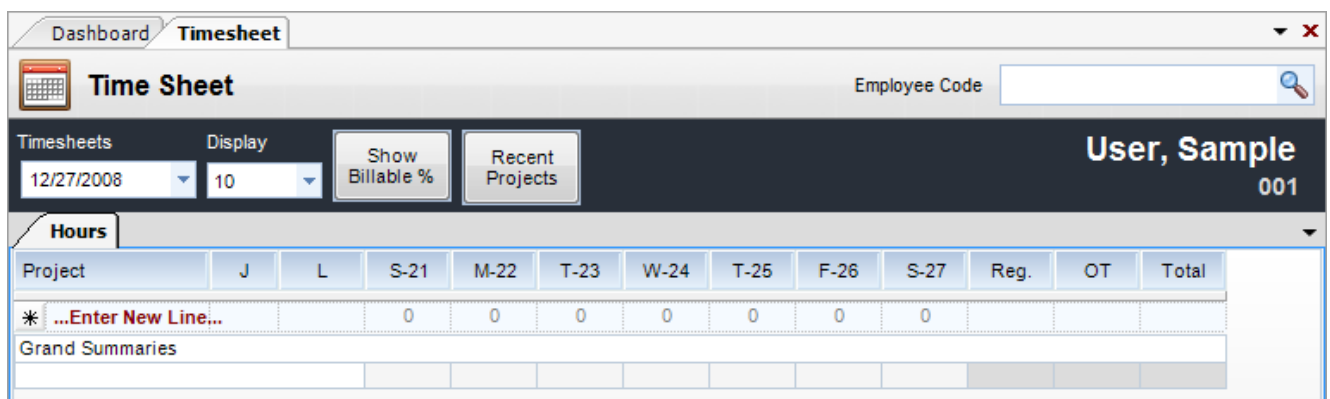 Dashboard Timesheet
Time Sheet Employee Code
Timesheets Display
Show Billable %
Recent Projects
User, Sample
12/27/2008 10
001
Hours
Project J L S-21 M-22 T-23 W-24 T-25 F-26 S-27 Reg. OT Total
...Enter New Line... 0 0 0 0 0 0 0
Grand Summaries